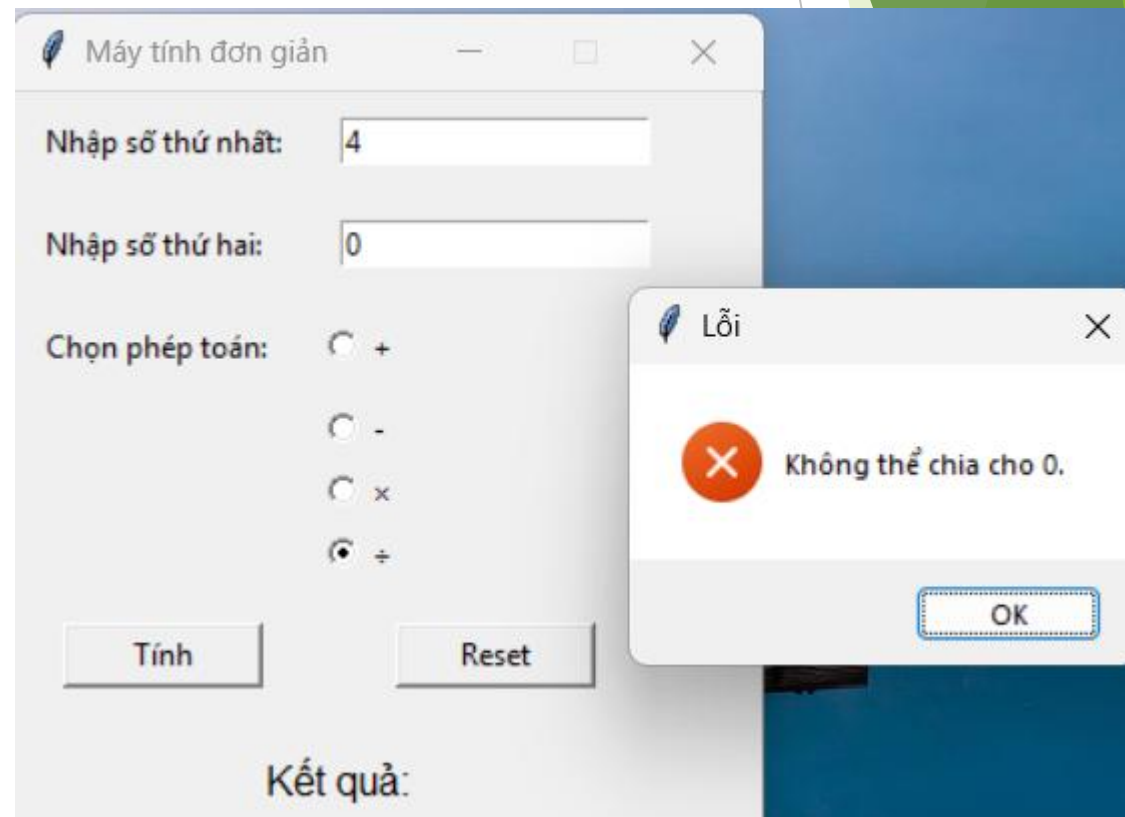 Máy tính đơn giản
Nhập số thứ nhất: 4
Nhập số thứ hai: 0
Chọn phép toán: +
-
×
÷
Tính Reset
Kết quả:
Lỗi
Không thể chia cho 0.
OK